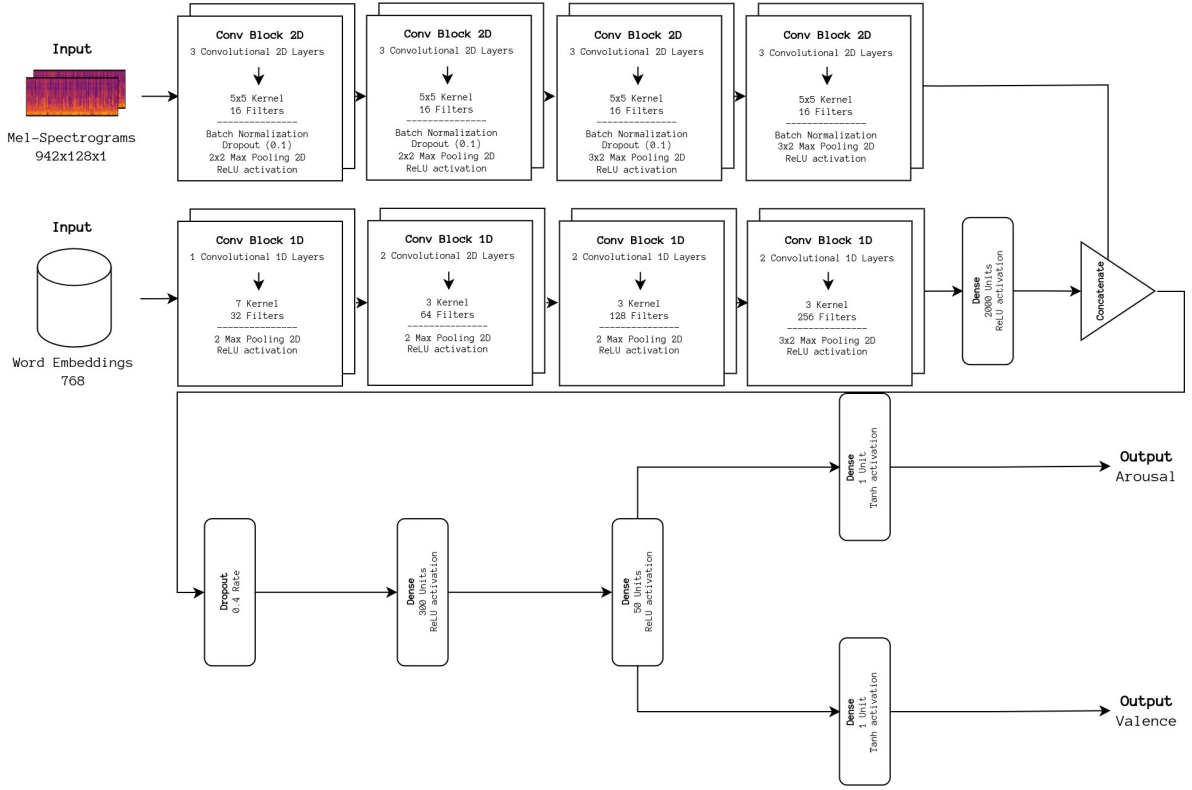 Input
Mel-Spectrograms
942x128x1
Conv Block 2D
3 Convolutional 2D Layers
5x5 Kernel
16 Filters
---------------
Batch Normalization
Dropout (0.1)
2x2 Max Pooling 2D
ReLU activation
Conv Block 2D
3 Convolutional 2D Layers
5x5 Kernel
16 Filters
---------------
Batch Normalization
Dropout (0.1)
2x2 Max Pooling 2D
ReLU activation
Conv Block 2D
3 Convolutional 2D Layers
5x5 Kernel
16 Filters
---------------
Batch Normalization
Dropout (0.1)
3x2 Max Pooling 2D
ReLU activation
Conv Block 2D
3 Convolutional 2D Layers
5x5 Kernel
16 Filters
---------------
Batch Normalization
3x2 Max Pooling 2D
ReLU activation
Input
Word Embeddings
768
Conv Block 1D
1 Convolutional 1D Layers
7 Kernel
32 Filters
---------------
2 Max Pooling 2D
ReLU activation
Conv Block 1D
2 Convolutional 2D Layers
3 Kernel
64 Filters
---------------
2 Max Pooling 2D
ReLU activation
Conv Block 1D
2 Convolutional 1D Layers
3 Kernel
128 Filters
---------------
2 Max Pooling 2D
ReLU activation
Conv Block 1D
2 Convolutional 1D Layers
3 Kernel
256 Filters
---------------
3x2 Max Pooling 2D
ReLU activation
Dense
2000 Units
ReLU activation
Concatenate
Dropout
0.4 Rate
Dense
300 Units
ReLU activation
Dense
50 Units
ReLU activation
Dense
1 Unit
Tanh activation
Output
Arousal
Dense
1 Unit
Tanh activation
Output
Valence